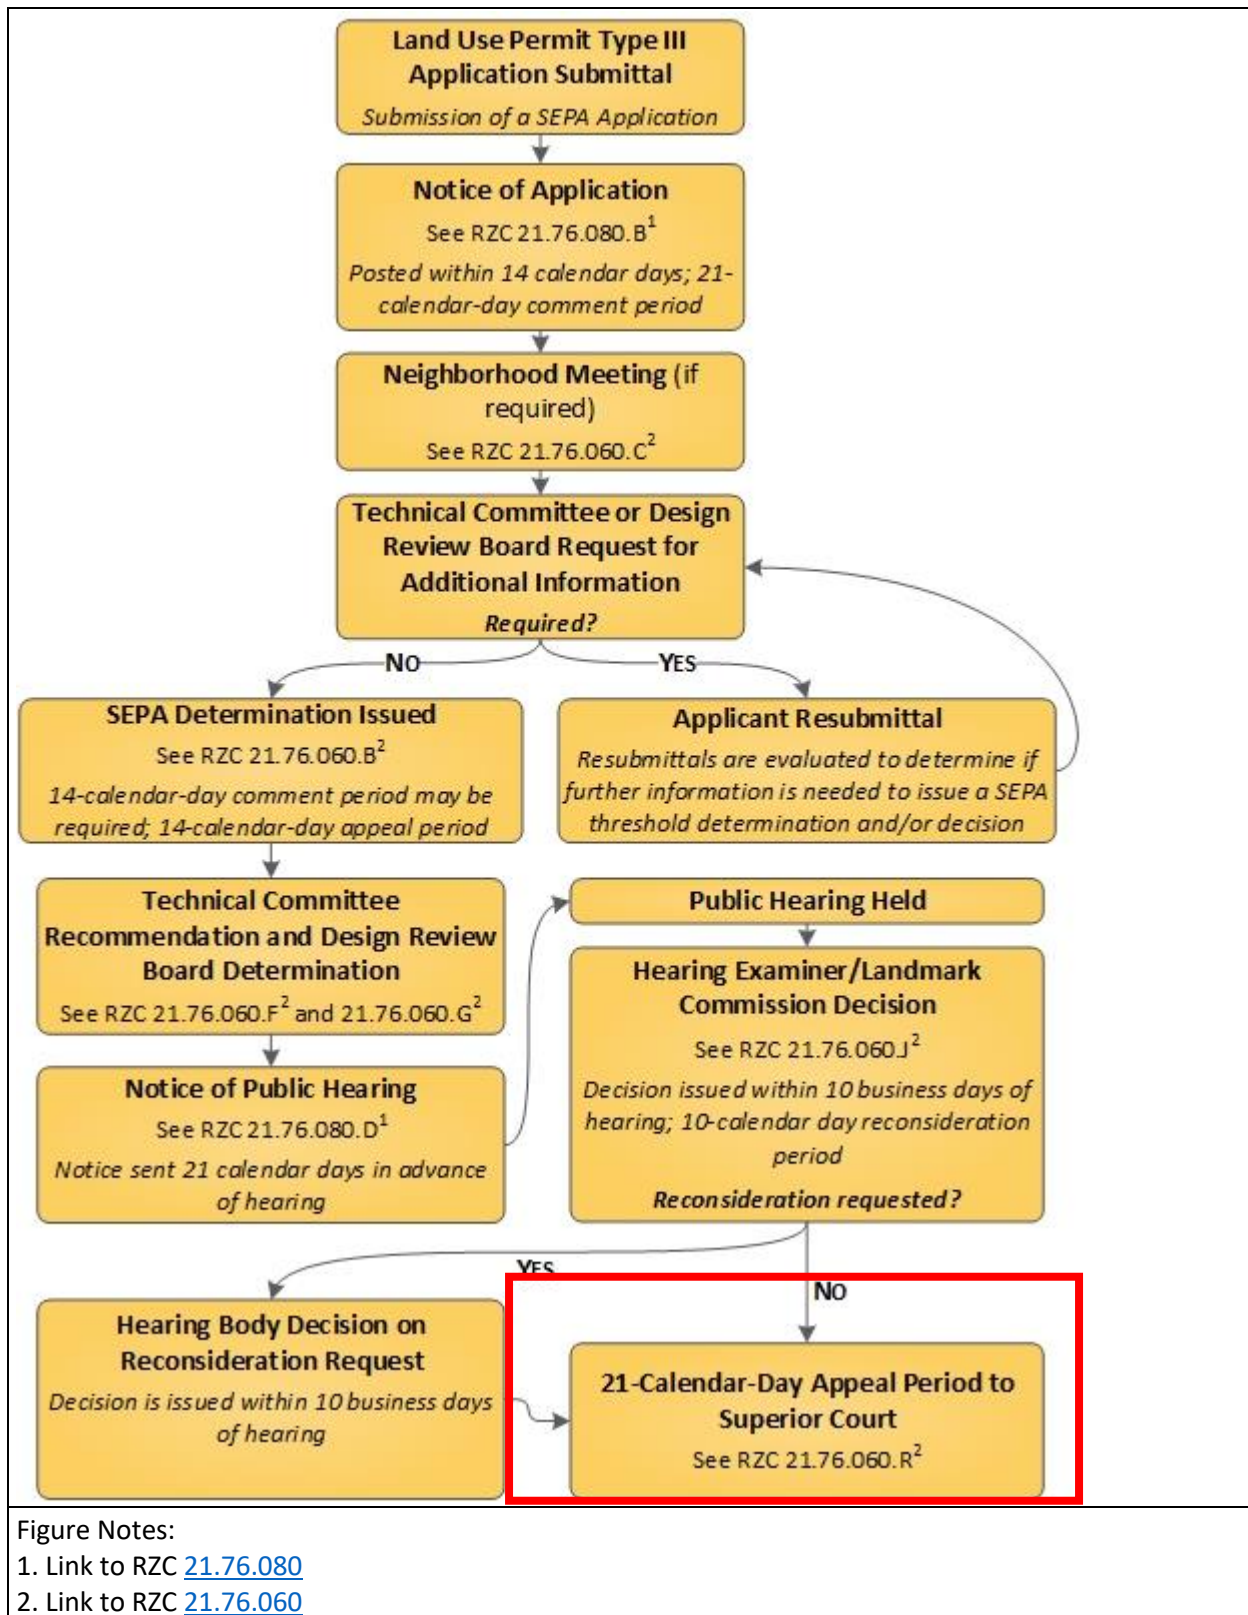 Land Use Permit Type III
Application Submittal
Submission of a SEPA Application
Notice of Application
See RZC 21.76.080.B1
Posted within 14 calendar days; 21-
calendar-day comment period
Neighborhood Meeting (if
required)
See RZC 21.76.060.C2
Technical Committee or Design
Review Board Request for
Additional Information
Required?
No
Yes
SEPA Determination Issued
See RZC 21.76.060.B2
14-calendar-day comment period may be
required; 14-calendar-day appeal period
Applicant Resubmittal
Resubmittals are evaluated to determine if
further information is needed to issue a SEPA
threshold determination and/or decision
Technical Committee
Recommendation and Design Review
Board Determination
See RZC 21.76.060.F2 and 21.76.060.G2
Notice of Public Hearing
See RZC 21.76.080.D1
Notice sent 21 calendar days in advance
of hearing
Public Hearing Held
Hearing Examiner/Landmark
Commission Decision
See RZC 21.76.060.J2
Decision issued within 10 business days of
hearing; 10-calendar day reconsideration
period
Reconsideration requested?
Yes
No
Hearing Body Decision on
Reconsideration Request
Decision is issued within 10 business days
of hearing
21-Calendar-Day Appeal Period to
Superior Court
See RZC 21.76.060.R2
Figure Notes:
1. Link to RZC 21.76.080
2. Link to RZC 21.76.060